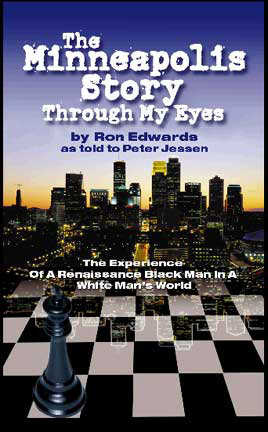 The
Minneapolis
Story
Through My Eyes
by Ron Edwards
as told to Peter Jessen
The Experience
Of A Renaissance Black Man In A
White Man's World